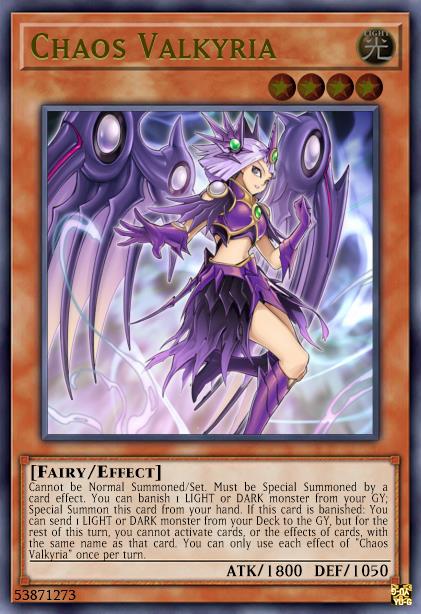 CHAOS VALKYRIA
LIGHT
光
[FAIRY/EFFECT]
Cannot be Normal Summoned/Set. Must be Special Summoned by a
card effect. You can banish 1 LIGHT or DARK monster from your GY;
Special Summon this card from your hand. If this card is banished: You
can send 1 LIGHT or DARK monster from your Deck to the GY, but for the
rest of this turn, you cannot activate cards, or the effects of cards, with
the same name as that card. You can only use each effect of "Chaos
Valkyria" once per turn.
ATK/1800 DEF/1050
53871273